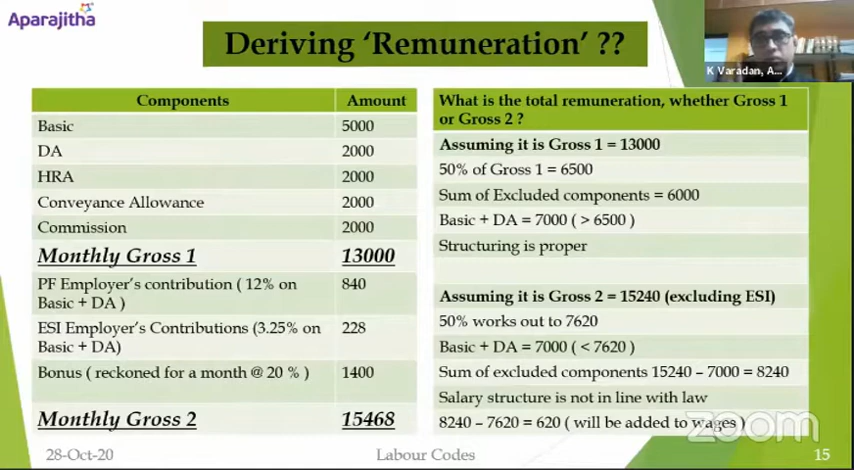 Aparajitha
Deriving 'Remuneration' ??
K Varadan, A...
Components Amount
Basic 5000
DA 2000
HRA 2000
Conveyance Allowance 2000
Commission 2000
Monthly Gross 1 13000
PF Employer's contribution ( 12% on 840
Basic + DA )
ESI Employer's Contributions (3.25% on 228
Basic + DA)
Bonus ( reckoned for a month @ 20 % ) 1400
Monthly Gross 2 15468
What is the total remuneration, whether Gross 1
or Gross 2 ?
Assuming it is Gross 1 = 13000
50% of Gross 1 = 6500
Sum of Excluded components = 6000
Basic + DA = 7000 ( > 6500 )
Structuring is proper
Assuming it is Gross 2 = 15240 (excluding ESI)
50% works out to 7620
Basic + DA = 7000 ( < 7620 )
Sum of excluded components 15240 – 7000 = 8240
Salary structure is not in line with law
8240 – 7620 = 620 ( will be added to wages )
zoom
28-Oct-20 Labour Codes 15